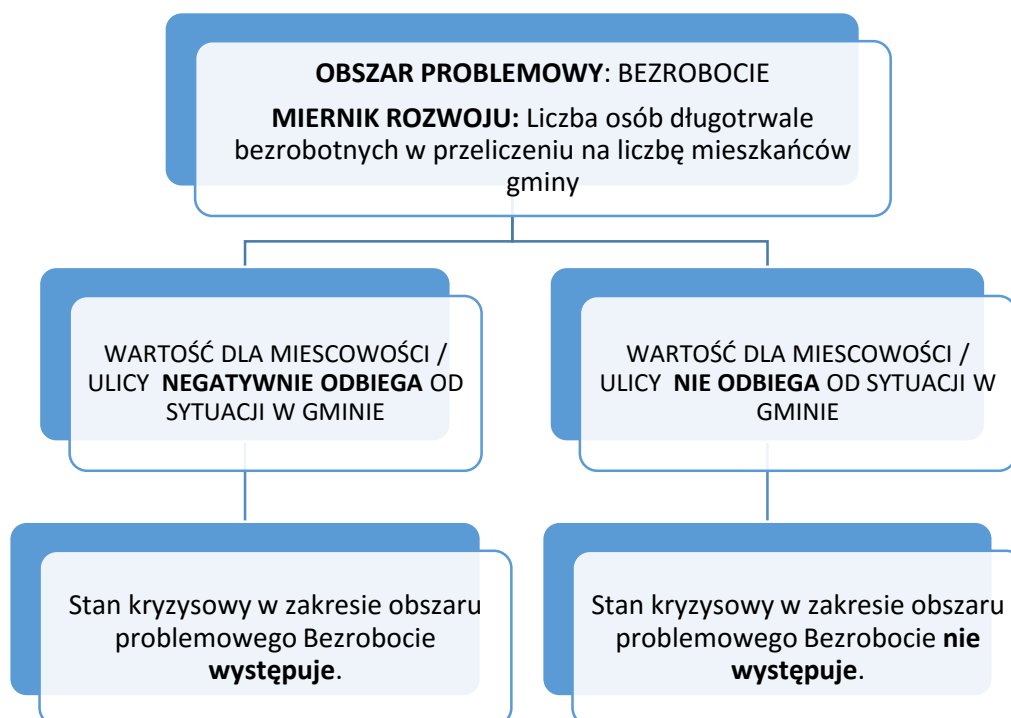 OBSZAR PROBLEMOWY: BEZROBOCIE
MIERNIK ROZWOJU: Liczba osób długotrwale
bezrobotnych w przeliczeniu na liczbę mieszkańców
gminy
WARTOŚĆ DLA MIESCOWOŚCI /
ULICY NEGATYWNIE ODBIEGA OD
SYTUACJI W GMINIE
WARTOŚĆ DLA MIESCOWOŚCI /
ULICY NIE ODBIEGA OD SYTUACJI W
GMINIE
Stan kryzysowy w zakresie obszaru
problemowego Bezrobocie
występuje.
Stan kryzysowy w zakresie obszaru
problemowego Bezrobocie nie
występuje.